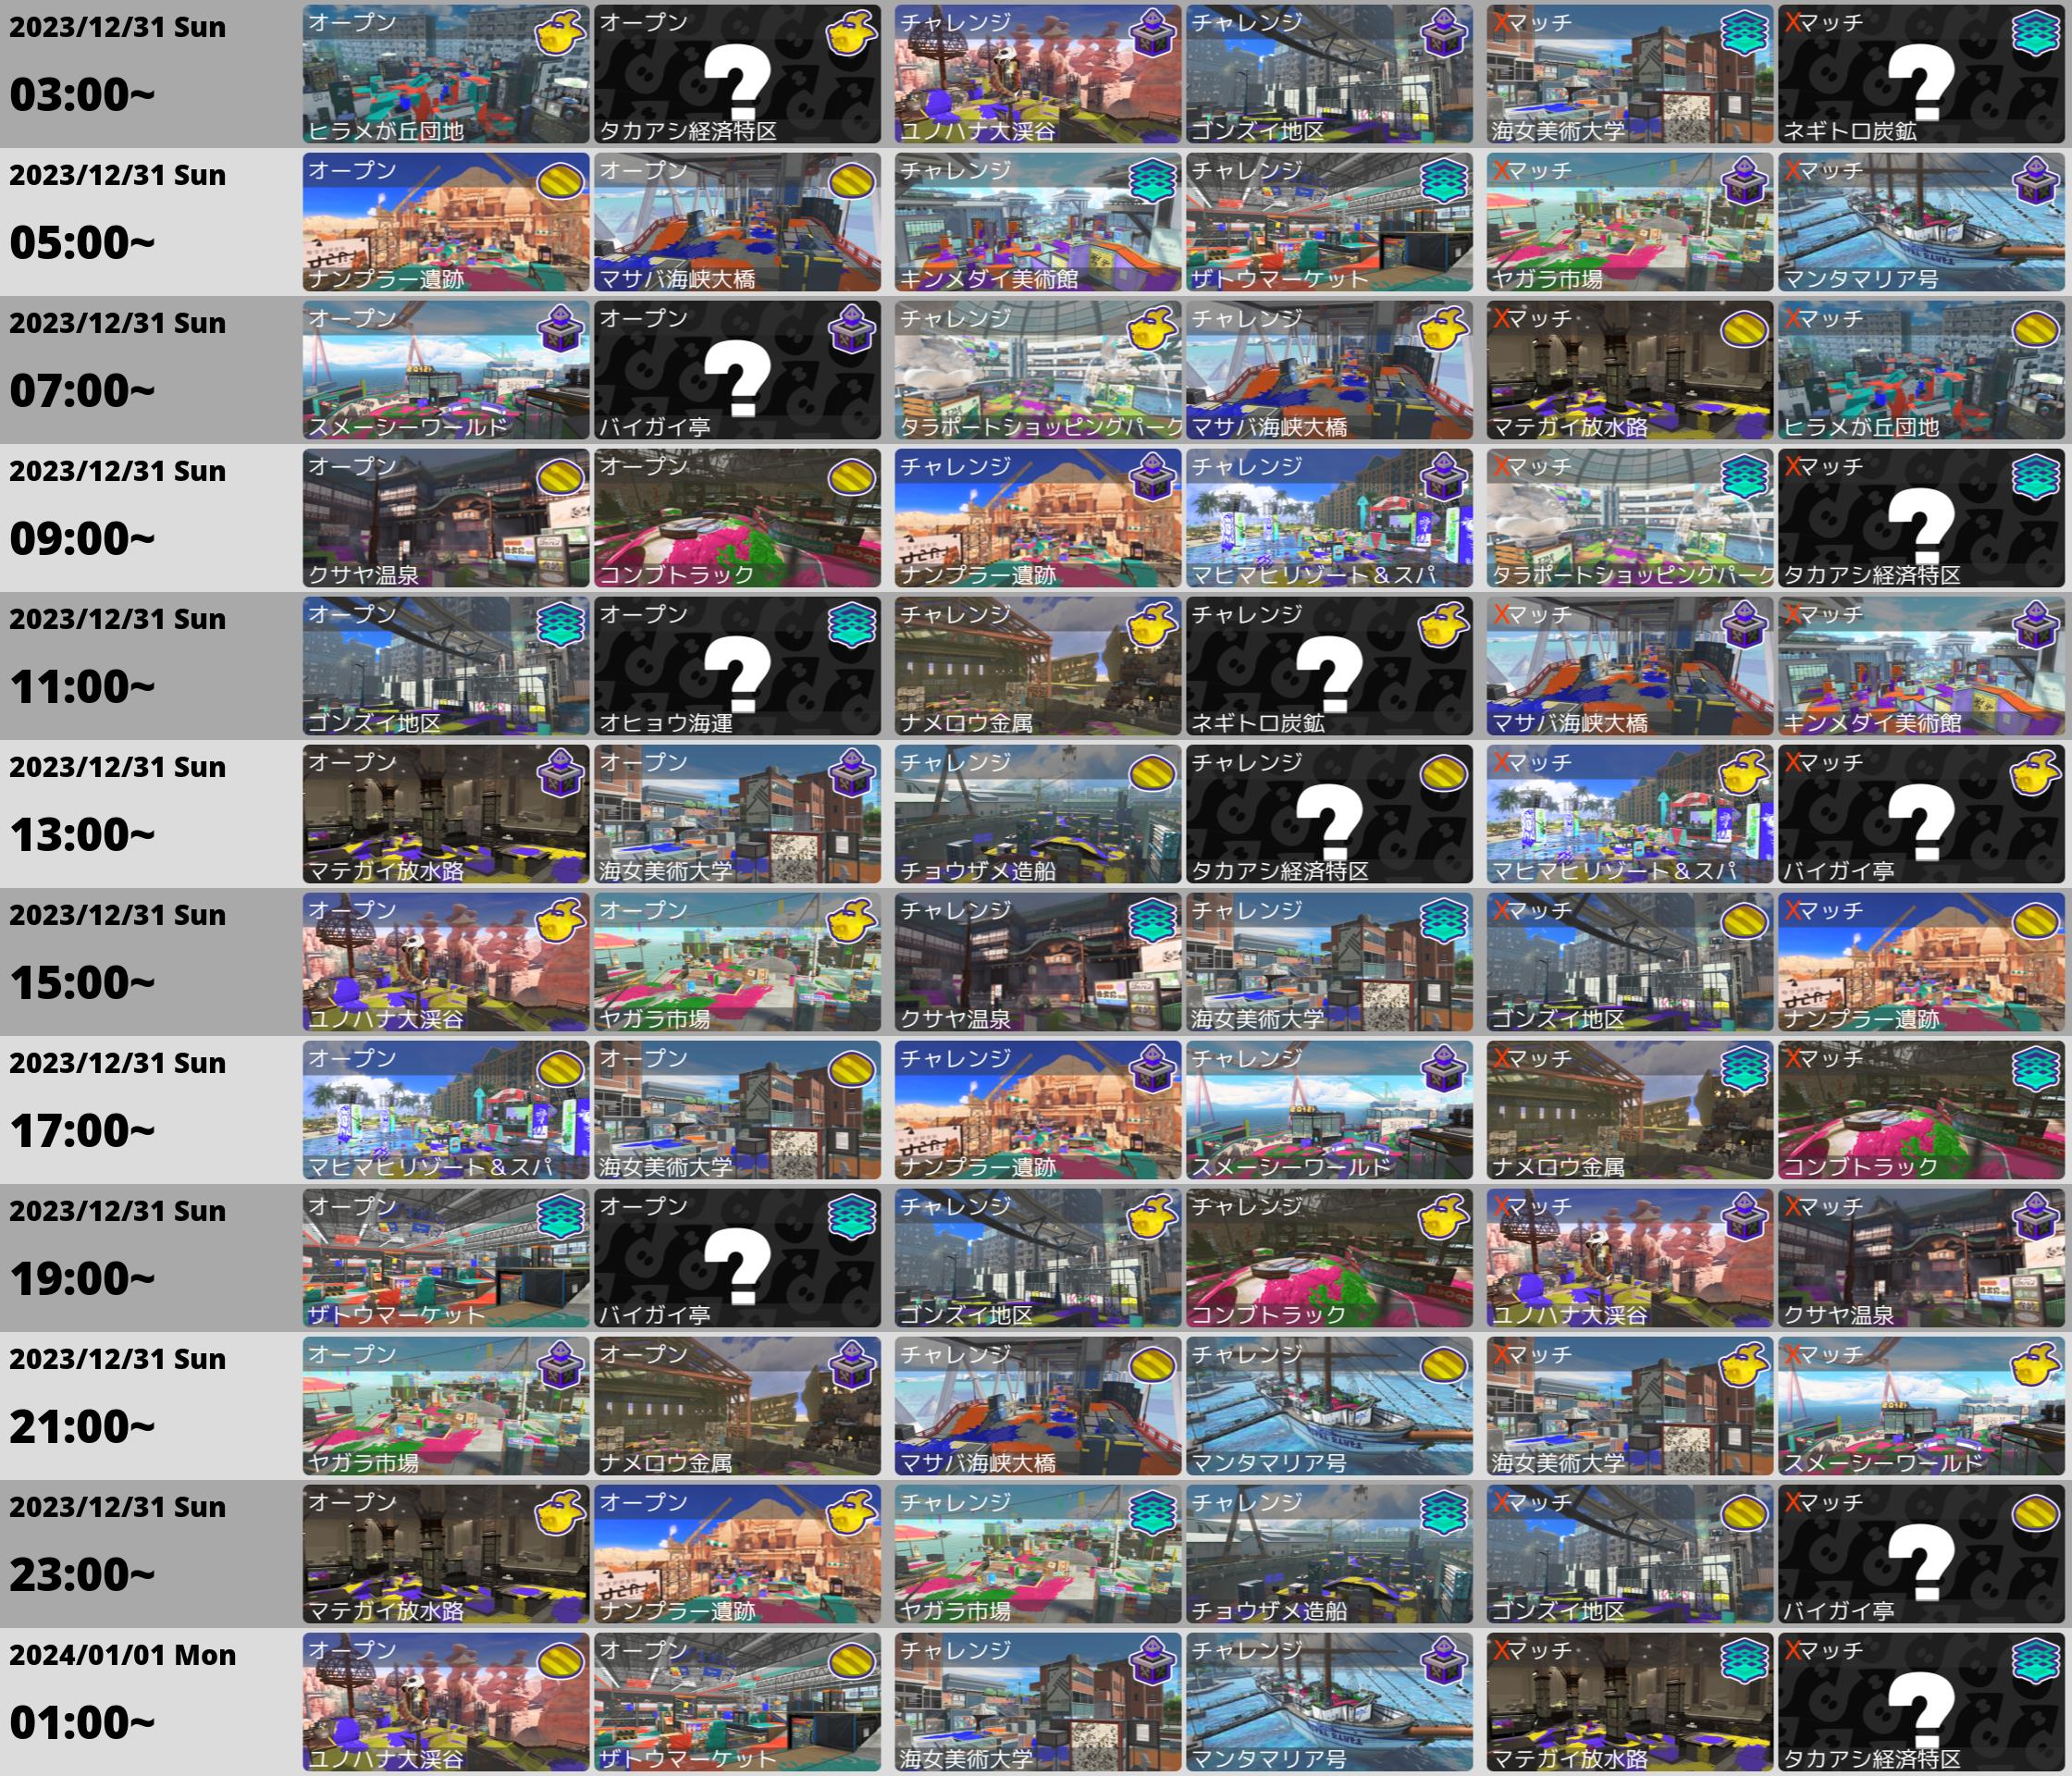 2023/12/31 Sun
03:00~
オープン
ヒラメが丘団地
オープン
タカアシ経済特区
チャレンジ
ユノハナ大渓谷
チャレンジ
ゴンズイ地区
Xマッチ
海女美術大学
Xマッチ
ネギトロ炭鉱
2023/12/31 Sun
05:00~
オープン
ナンプラー遺跡
オープン
マサバ海峡大橋
チャレンジ
キンメダイ美術館
チャレンジ
ザトウマーケット
Xマッチ
ヤガラ市場
Xマッチ
マンタマリア号
2023/12/31 Sun
07:00~
オープン
スメーシーワールド
オープン
バイガイ亭
チャレンジ
タラポートショッピングパーク
チャレンジ
マサバ海峡大橋
Xマッチ
マテガイ放水路
Xマッチ
ヒラメが丘団地
2023/12/31 Sun
09:00~
オープン
クサヤ温泉
オープン
コンブトラック
チャレンジ
ナンプラー遺跡
チャレンジ
マヒマヒリゾート&スパ
Xマッチ
タラポートショッピングパーク
Xマッチ
タカアシ経済特区
2023/12/31 Sun
11:00~
オープン
ゴンズイ地区
オープン
オヒョウ海運
チャレンジ
ナメロウ金属
チャレンジ
ネギトロ炭鉱
Xマッチ
マサバ海峡大橋
Xマッチ
キンメダイ美術館
2023/12/31 Sun
13:00~
オープン
マテガイ放水路
オープン
海女美術大学
チャレンジ
チョウザメ造船
チャレンジ
タカアシ経済特区
Xマッチ
マヒマヒリゾート&スパ
Xマッチ
バイガイ亭
2023/12/31 Sun
15:00~
オープン
ユノハナ大渓谷
オープン
ヤガラ市場
チャレンジ
クサヤ温泉
チャレンジ
海女美術大学
Xマッチ
ゴンズイ地区
Xマッチ
ナンプラー遺跡
2023/12/31 Sun
17:00~
オープン
マヒマヒリゾート&スパ
オープン
海女美術大学
チャレンジ
ナンプラー遺跡
チャレンジ
スメーシーワールド
Xマッチ
ナメロウ金属
Xマッチ
コンブトラック
2023/12/31 Sun
19:00~
オープン
ザトウマーケット
オープン
バイガイ亭
チャレンジ
ゴンズイ地区
チャレンジ
コンブトラック
Xマッチ
ユノハナ大渓谷
Xマッチ
クサヤ温泉
2023/12/31 Sun
21:00~
オープン
ヤガラ市場
オープン
ナメロウ金属
チャレンジ
マサバ海峡大橋
チャレンジ
マンタマリア号
Xマッチ
海女美術大学
Xマッチ
スメーシーワールド
2023/12/31 Sun
23:00~
オープン
マテガイ放水路
オープン
ナンプラー遺跡
チャレンジ
ヤガラ市場
チャレンジ
チョウザメ造船
Xマッチ
ゴンズイ地区
Xマッチ
バイガイ亭
2024/01/01 Mon
01:00~
オープン
ユノハナ大渓谷
オープン
ザトウマーケット
チャレンジ
海女美術大学
チャレンジ
マンタマリア号
Xマッチ
マテガイ放水路
Xマッチ
タカアシ経済特区